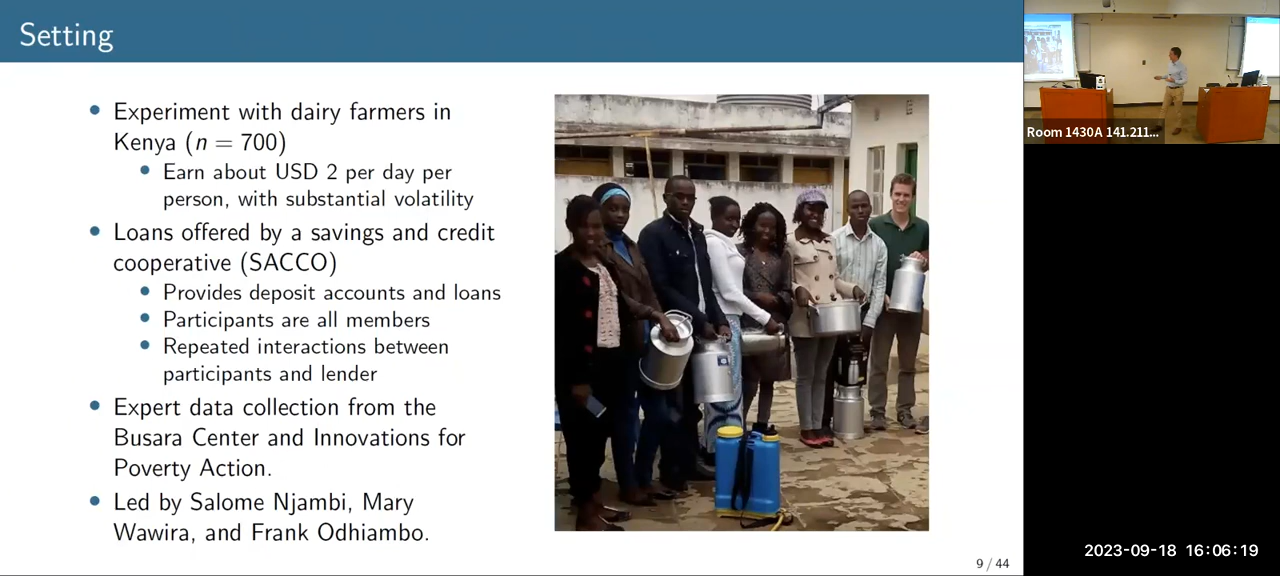 Setting
Experiment with dairy farmers in
Kenya (n = 700)
Earn about USD 2 per day per
person, with substantial volatility
Loans offered by a savings and credit
cooperative (SACCO)
Provides deposit accounts and loans
Participants are all members
Repeated interactions between
participants and lender
Expert data collection from the
Busara Center and Innovations for
Poverty Action.
Led by Salome Njambi, Mary
Wawira, and Frank Odhiambo.
9 / 44
Room 1430A 141.211...
2023-09-18 16:06:19